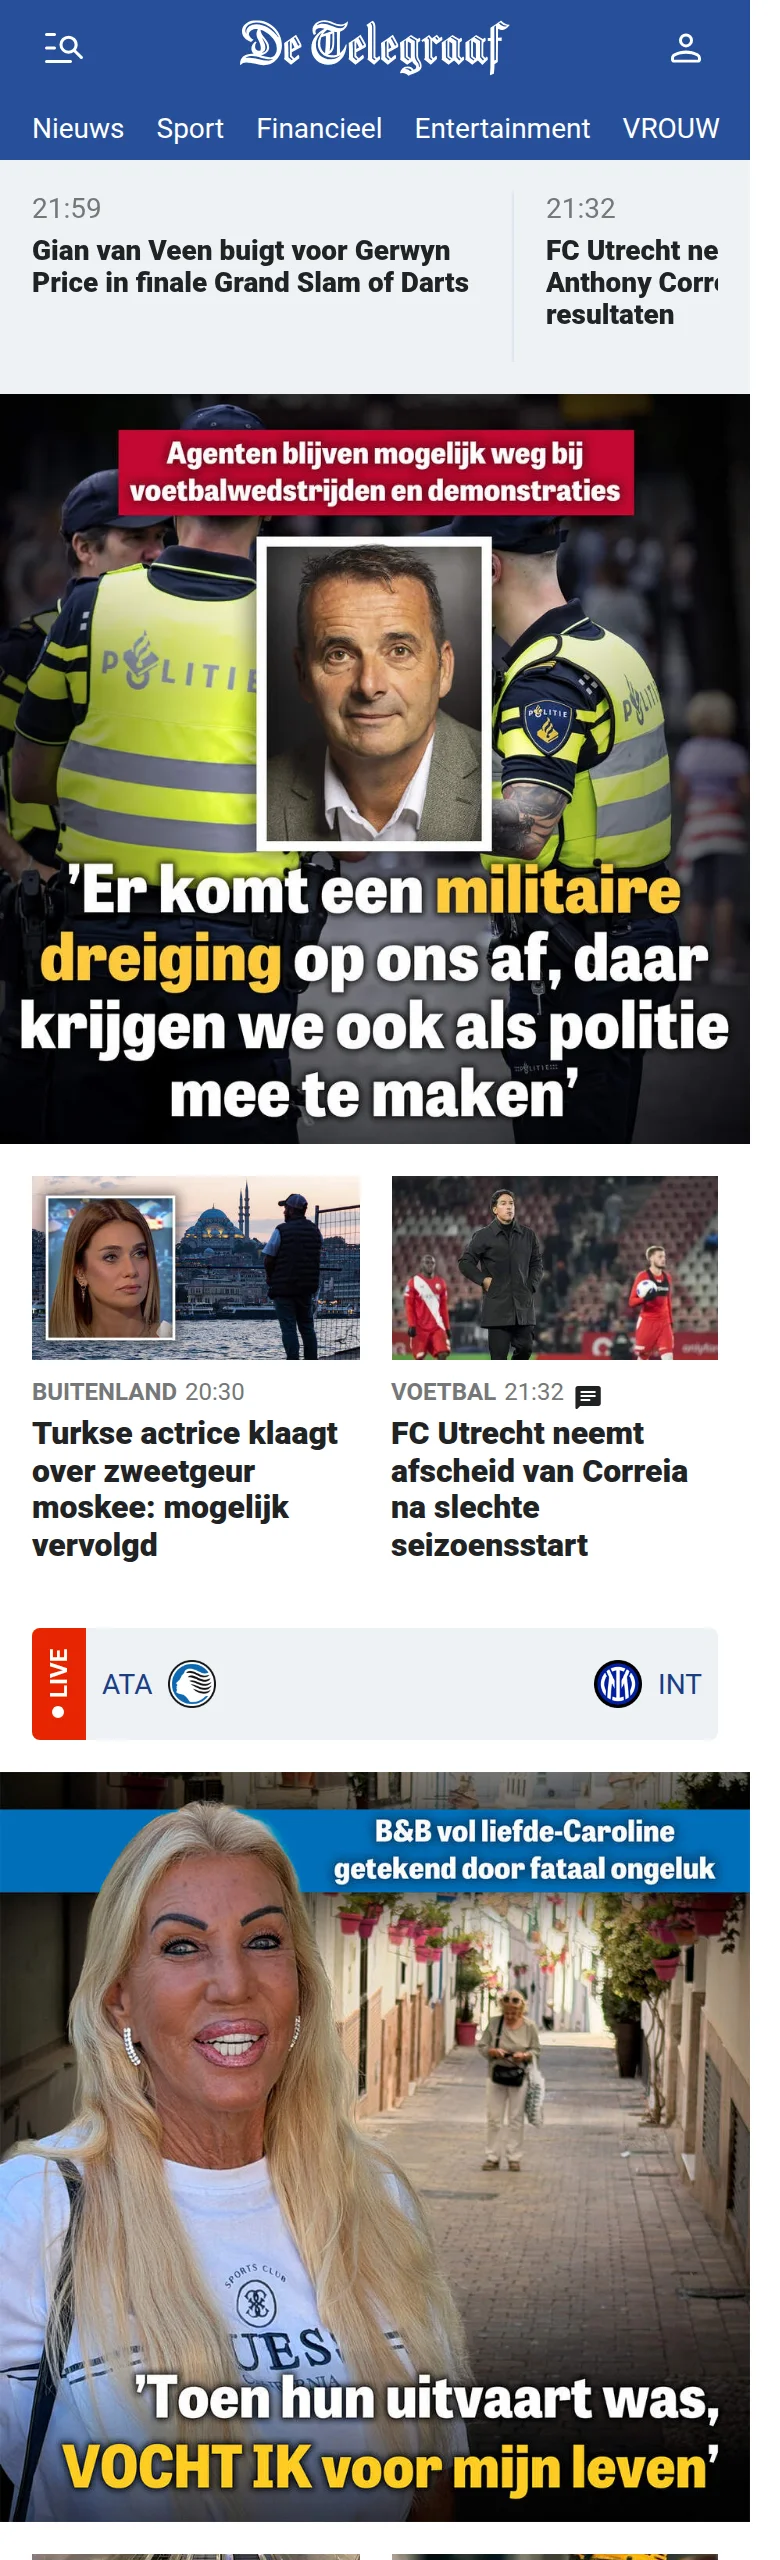 De Telegraaf
Nieuws Sport Financieel Entertainment VROUW
21:59
Gian van Veen buigt voor Gerwyn
Price in finale Grand Slam of Darts
21:32
FC Utrecht ne
Anthony Corr
resultaten
Agenten blijven mogelijk weg bij
voetbalwedstrijden en demonstraties
POLITIE
POLITIE
POLITIE
’Er komt een militaire
dreiging op ons af, daar
krijgen we ook als politie
mee te maken’
BUITENLAND 20:30
Turkse actrice klaagt
over zweetgeur
moskee: mogelijk
vervolgd
VOETBAL 21:32
FC Utrecht neemt
afscheid van Correia
na slechte
seizoensstart
LIVE
ATA
INT
B&B vol liefde-Caroline
getekend door fataal ongeluk
SPORTS CLUB
’Toen hun uitvaart was,
VOCHT IK voor mijn leven’